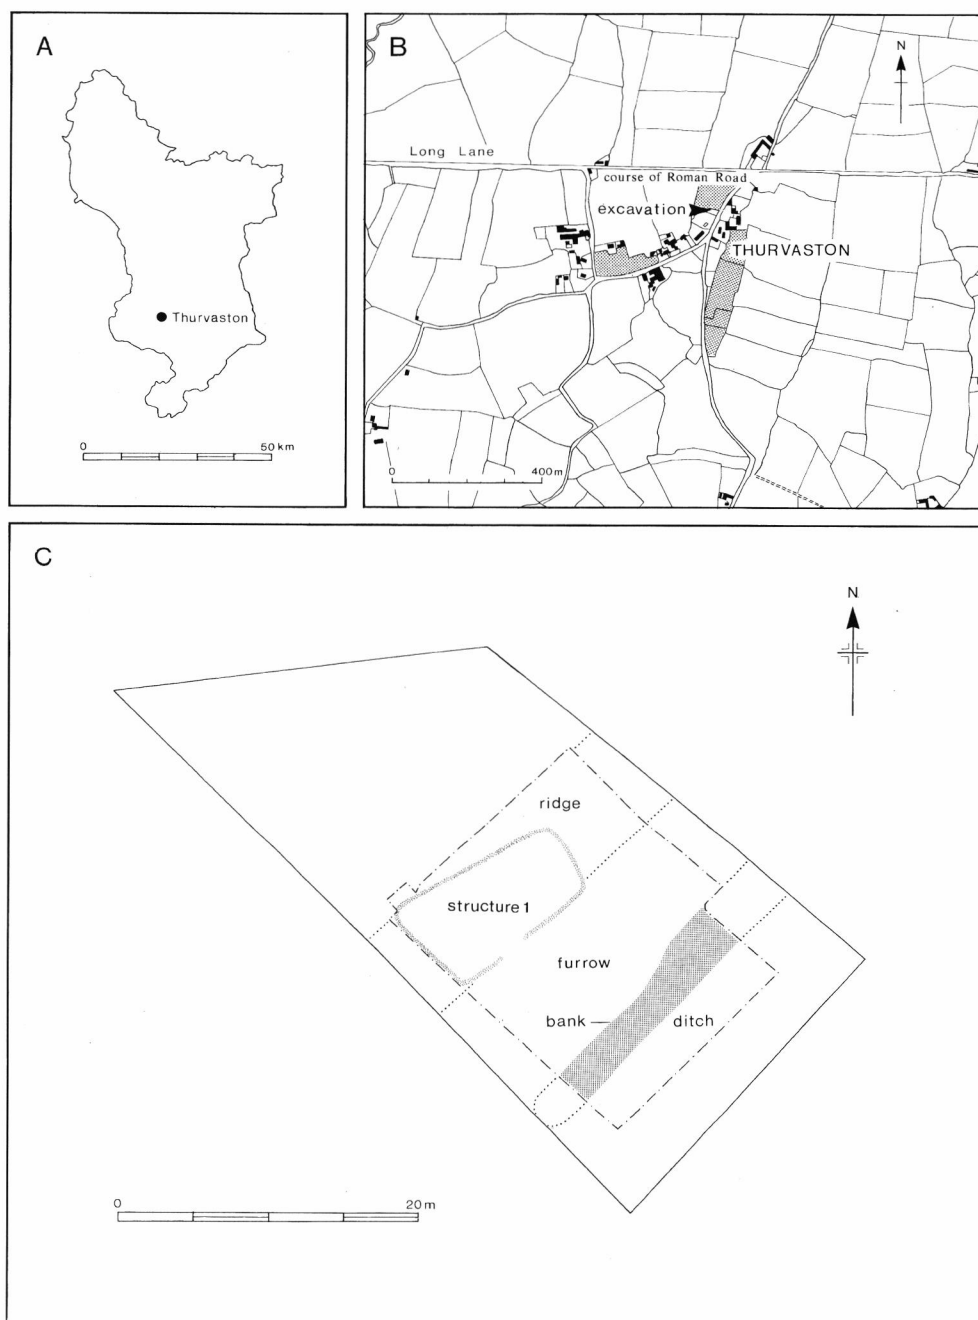 A
Thurvaston
0 50 km
B
N
Long Lane
course of Roman Road
excavation
THURVASTON
0 400m
C
N
ridge
structure 1
furrow
bank
ditch
0 20 m